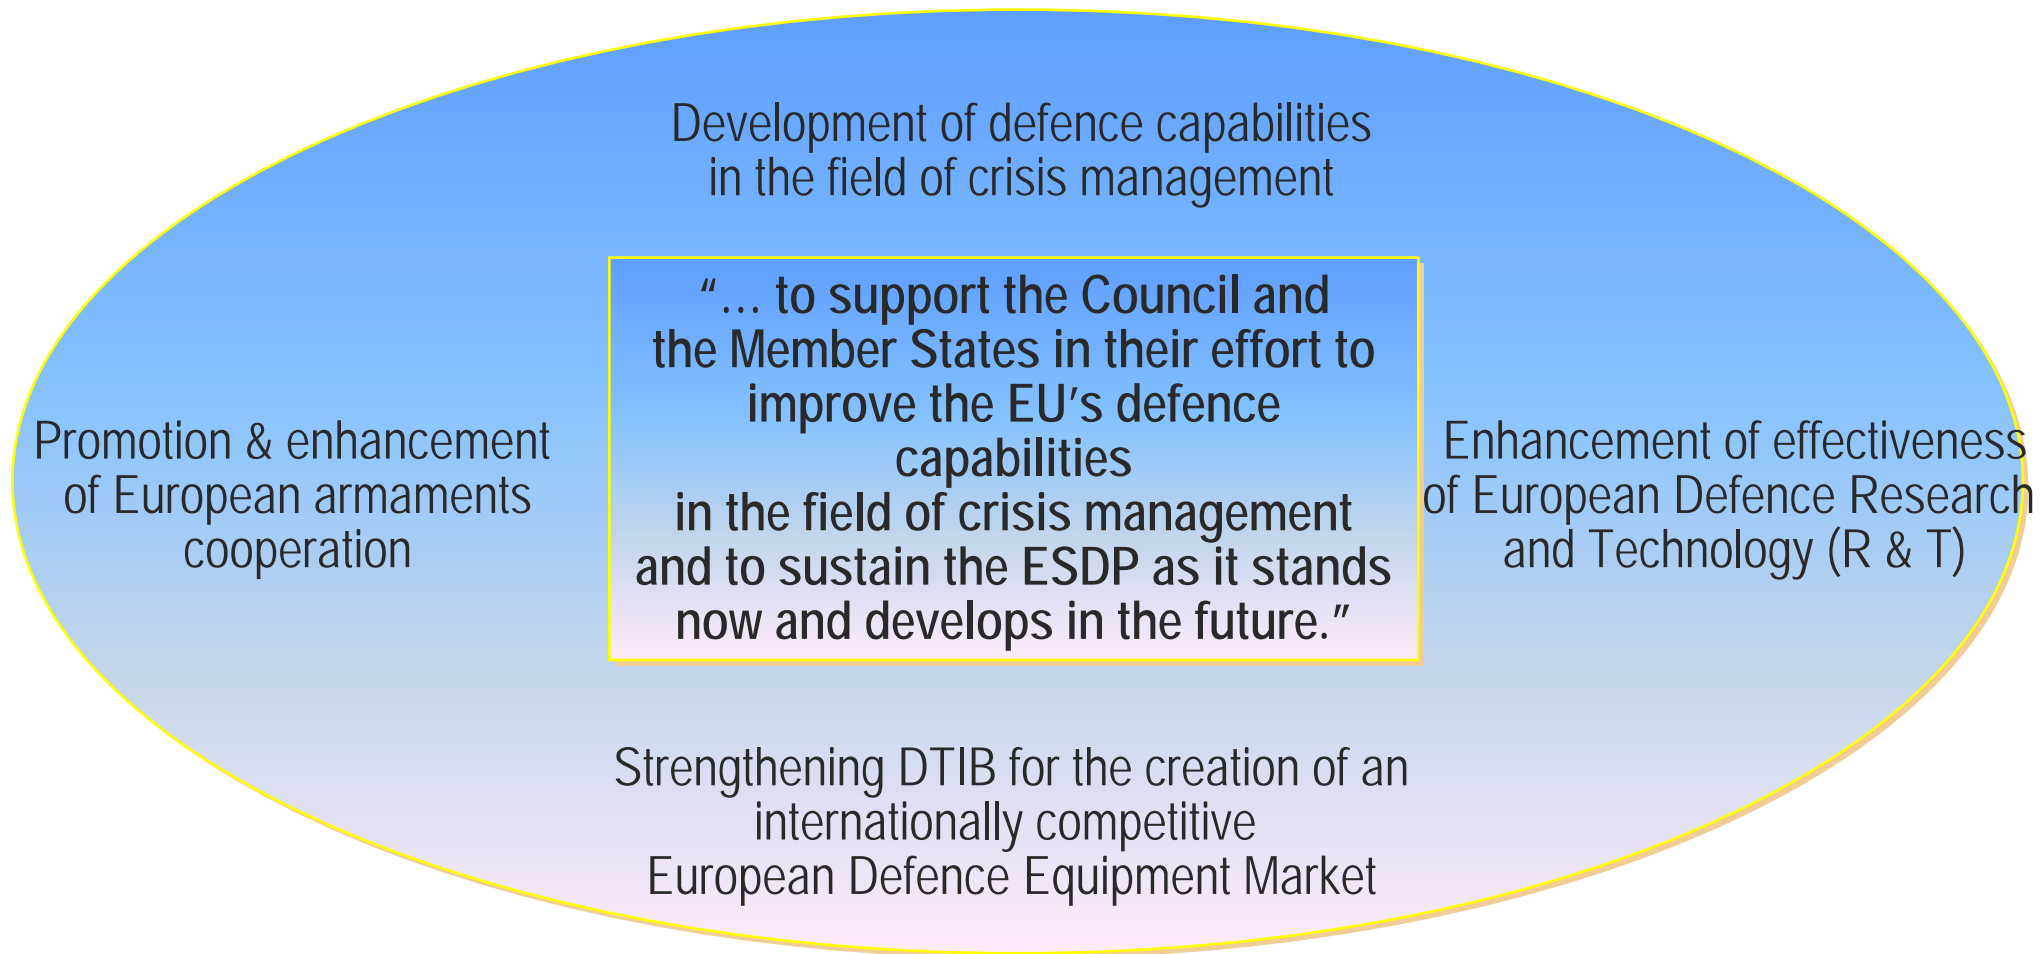 Development of defence capabilities
in the field of crisis management
“... to support the Council and
the Member States in their effort to
improve the EU’s defence
capabilities
in the field of crisis management
and to sustain the ESDP as it stands
now and develops in the future.”
Promotion & enhancement
of European armaments
cooperation
Enhancement of effectiveness
of European Defence Research
and Technology (R & T)
Strengthening DTIB for the creation of an
internationally competitive
European Defence Equipment Market